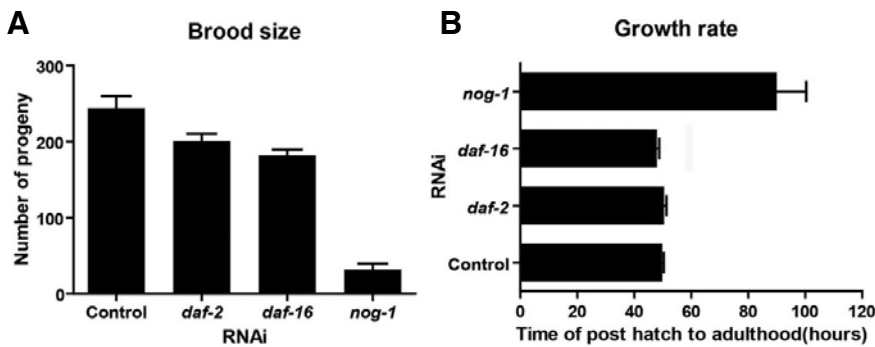 A
Brood size
Number of progeny
300
200
100
0
Control daf-2 daf-16 nog-1
RNAi
B
Growth rate
RNAi
nog-1
daf-16
daf-2
Control
0 20 40 60 80 100 120
Time of post hatch to adulthood(hours)